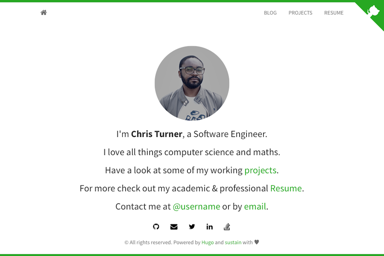 BLOG PROJECTS RESUME
I'm Chris Turner, a Software Engineer.
I love all things computer science and maths.
Have a look at some of my working projects.
For more check out my academic & professional Resume.
Contact me at @username or by email.
© All rights reserved. Powered by Hugo and sustain with ♥